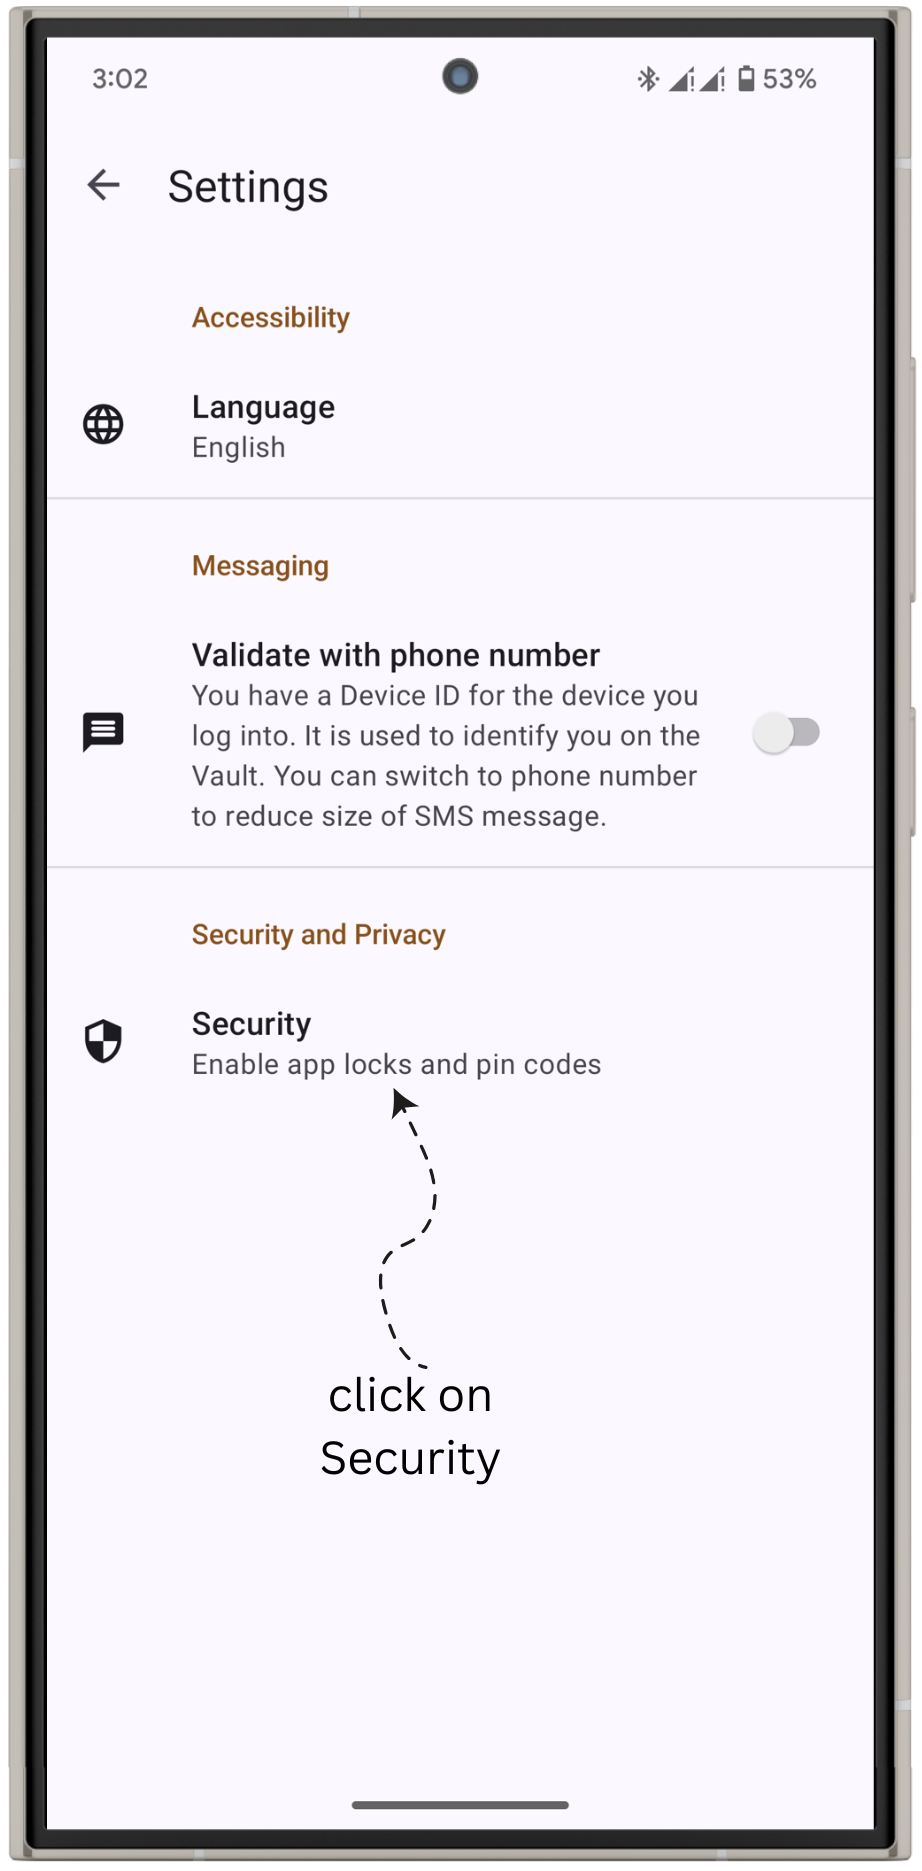 3:02
53%
Settings
Accessibility
Language
English
Messaging
Validate with phone number
You have a Device ID for the device you
log into. It is used to identify you on the
Vault. You can switch to phone number
to reduce size of SMS message.
Security and Privacy
Security
Enable app locks and pin codes
click on
Security